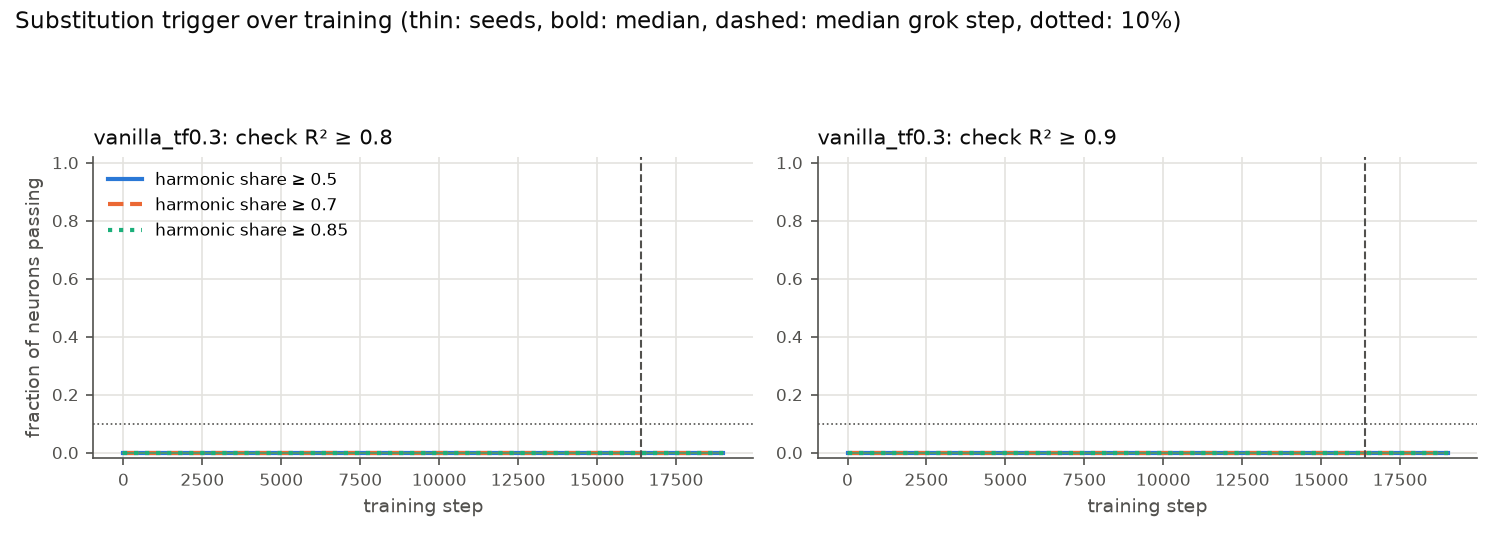 Substitution trigger over training (thin: seeds, bold: median, dashed: median grok step, dotted: 10%)
vanilla_tf0.3: check R² ≥ 0.8
fraction of neurons passing
1.0
0.8
0.6
0.4
0.2
0.0
harmonic share ≥ 0.5
harmonic share ≥ 0.7
harmonic share ≥ 0.85
0 2500 5000 7500 10000 12500 15000 17500
training step
vanilla_tf0.3: check R² ≥ 0.9
1.0
0.8
0.6
0.4
0.2
0.0
0 2500 5000 7500 10000 12500 15000 17500
training step